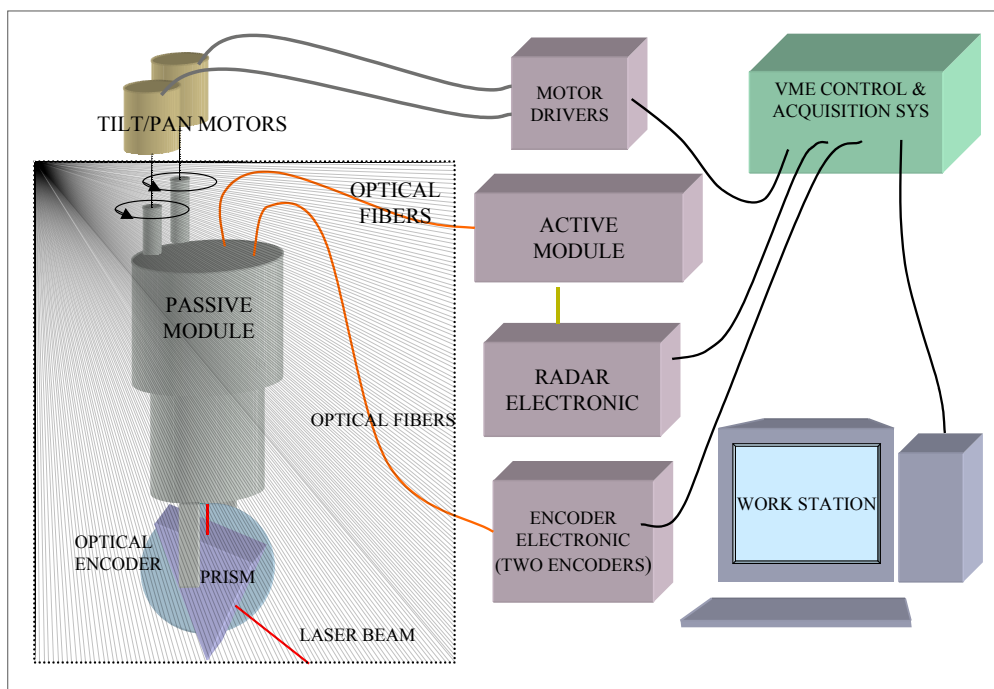 TILT/PAN MOTORS
MOTOR
DRIVERS
VME CONTROL &
ACQUISITION SYS
OPTICAL
FIBERS
ACTIVE
MODULE
PASSIVE
MODULE
RADAR
ELECTRONIC
OPTICAL FIBERS
ENCODER
ELECTRONIC
(TWO ENCODERS)
WORK STATION
OPTICAL
ENCODER
PRISM
LASER BEAM